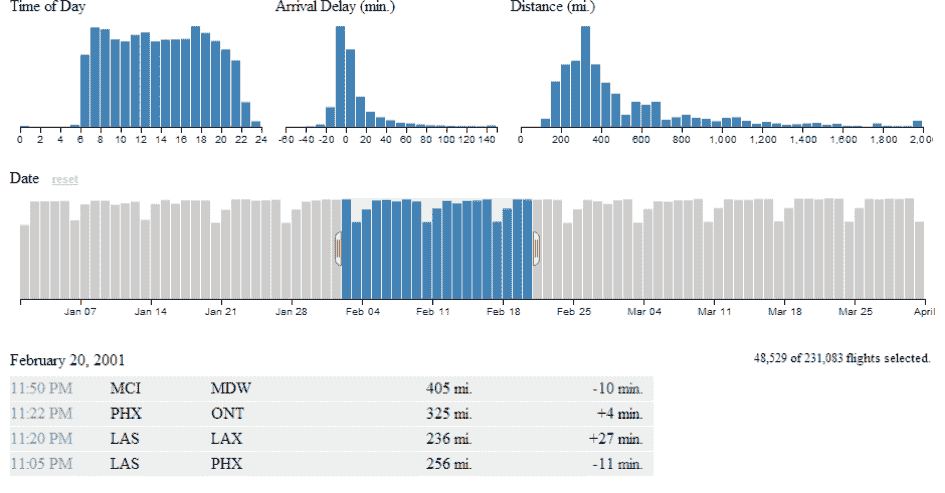 Time of Day
Arrival Delay (min.)
Distance (mi.)
0 2 4 6 8 10 12 14 16 18 20 22 24
-60 -40 -20 0 20 40 60 80 100 120 140
0 200 400 600 800 1,000 1,200 1,400 1,600 1,800 2,00
Date reset
Jan 07 Jan 14 Jan 21 Jan 28 Feb 04 Feb 11 Feb 18 Feb 25 Mar 04 Mar 11 Mar 18 Mar 25 April
February 20, 2001
48,529 of 231,083 flights selected.
11:50 PM MCI MDW 405 mi. -10 min.
11:22 PM PHX ONT 325 mi. +4 min.
11:20 PM LAS LAX 236 mi. +27 min.
11:05 PM LAS PHX 256 mi. -11 min.